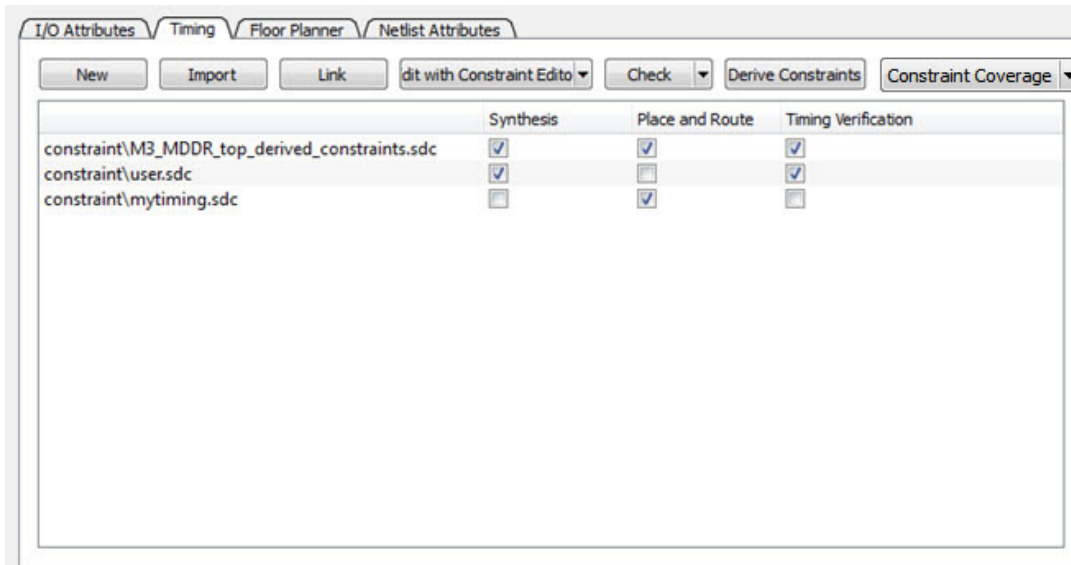 I/O Attributes Timing Floor Planner Netlist Attributes
New Import Link dit with Constraint Edito Check Derive Constraints Constraint Coverage
Synthesis Place and Route Timing Verification
constraint\M3_MDDR_top_derived_constraints.sdc
constraint\user.sdc
constraint\mytiming.sdc